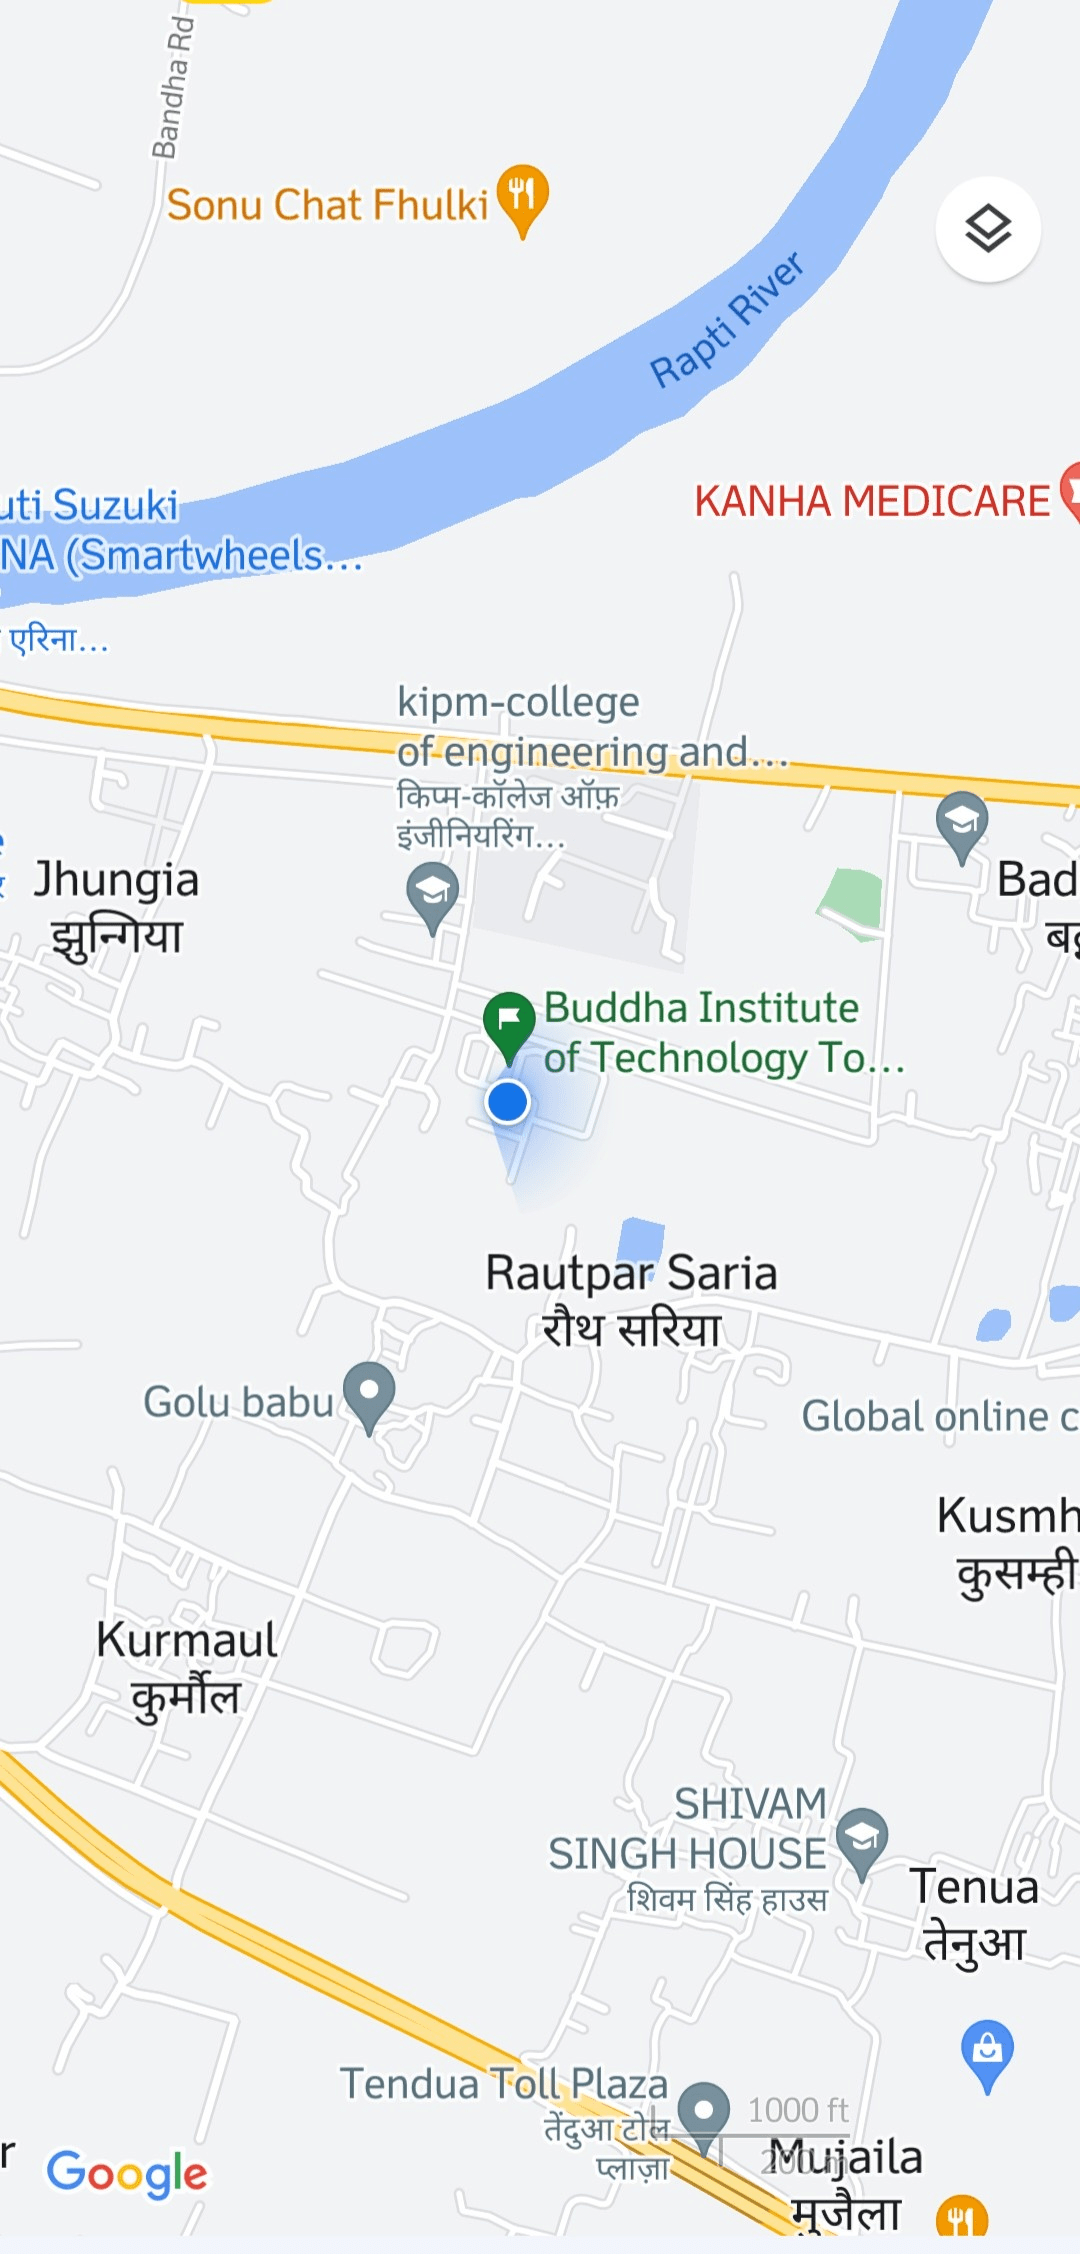 Bandha Rd
Sonu Chat Fhulki
Rapti River
uti Suzuki
NA (Smartwheels...
एरिना...
KANHA MEDICARE
kipm-college
of engineering and...
किप्म-कॉलेज ऑफ़
इंजीनियरिंग...
Jhungia
झुन्गिया
Bad
Buddha Institute
of Technology To...
Rautpar Saria
रौथ सरिया
Golu babu
Global online c
Kusmh
कुसम्ही
Kurmaul
कुर्मौल
SHIVAM
SINGH HOUSE
शिवम सिंह हाउस
Tenua
तेनुआ
Tendua Toll Plaza
तेंदुआ टोल
प्लाज़ा
1000 ft
200 m
Mujaila
मुजैला
r
Google